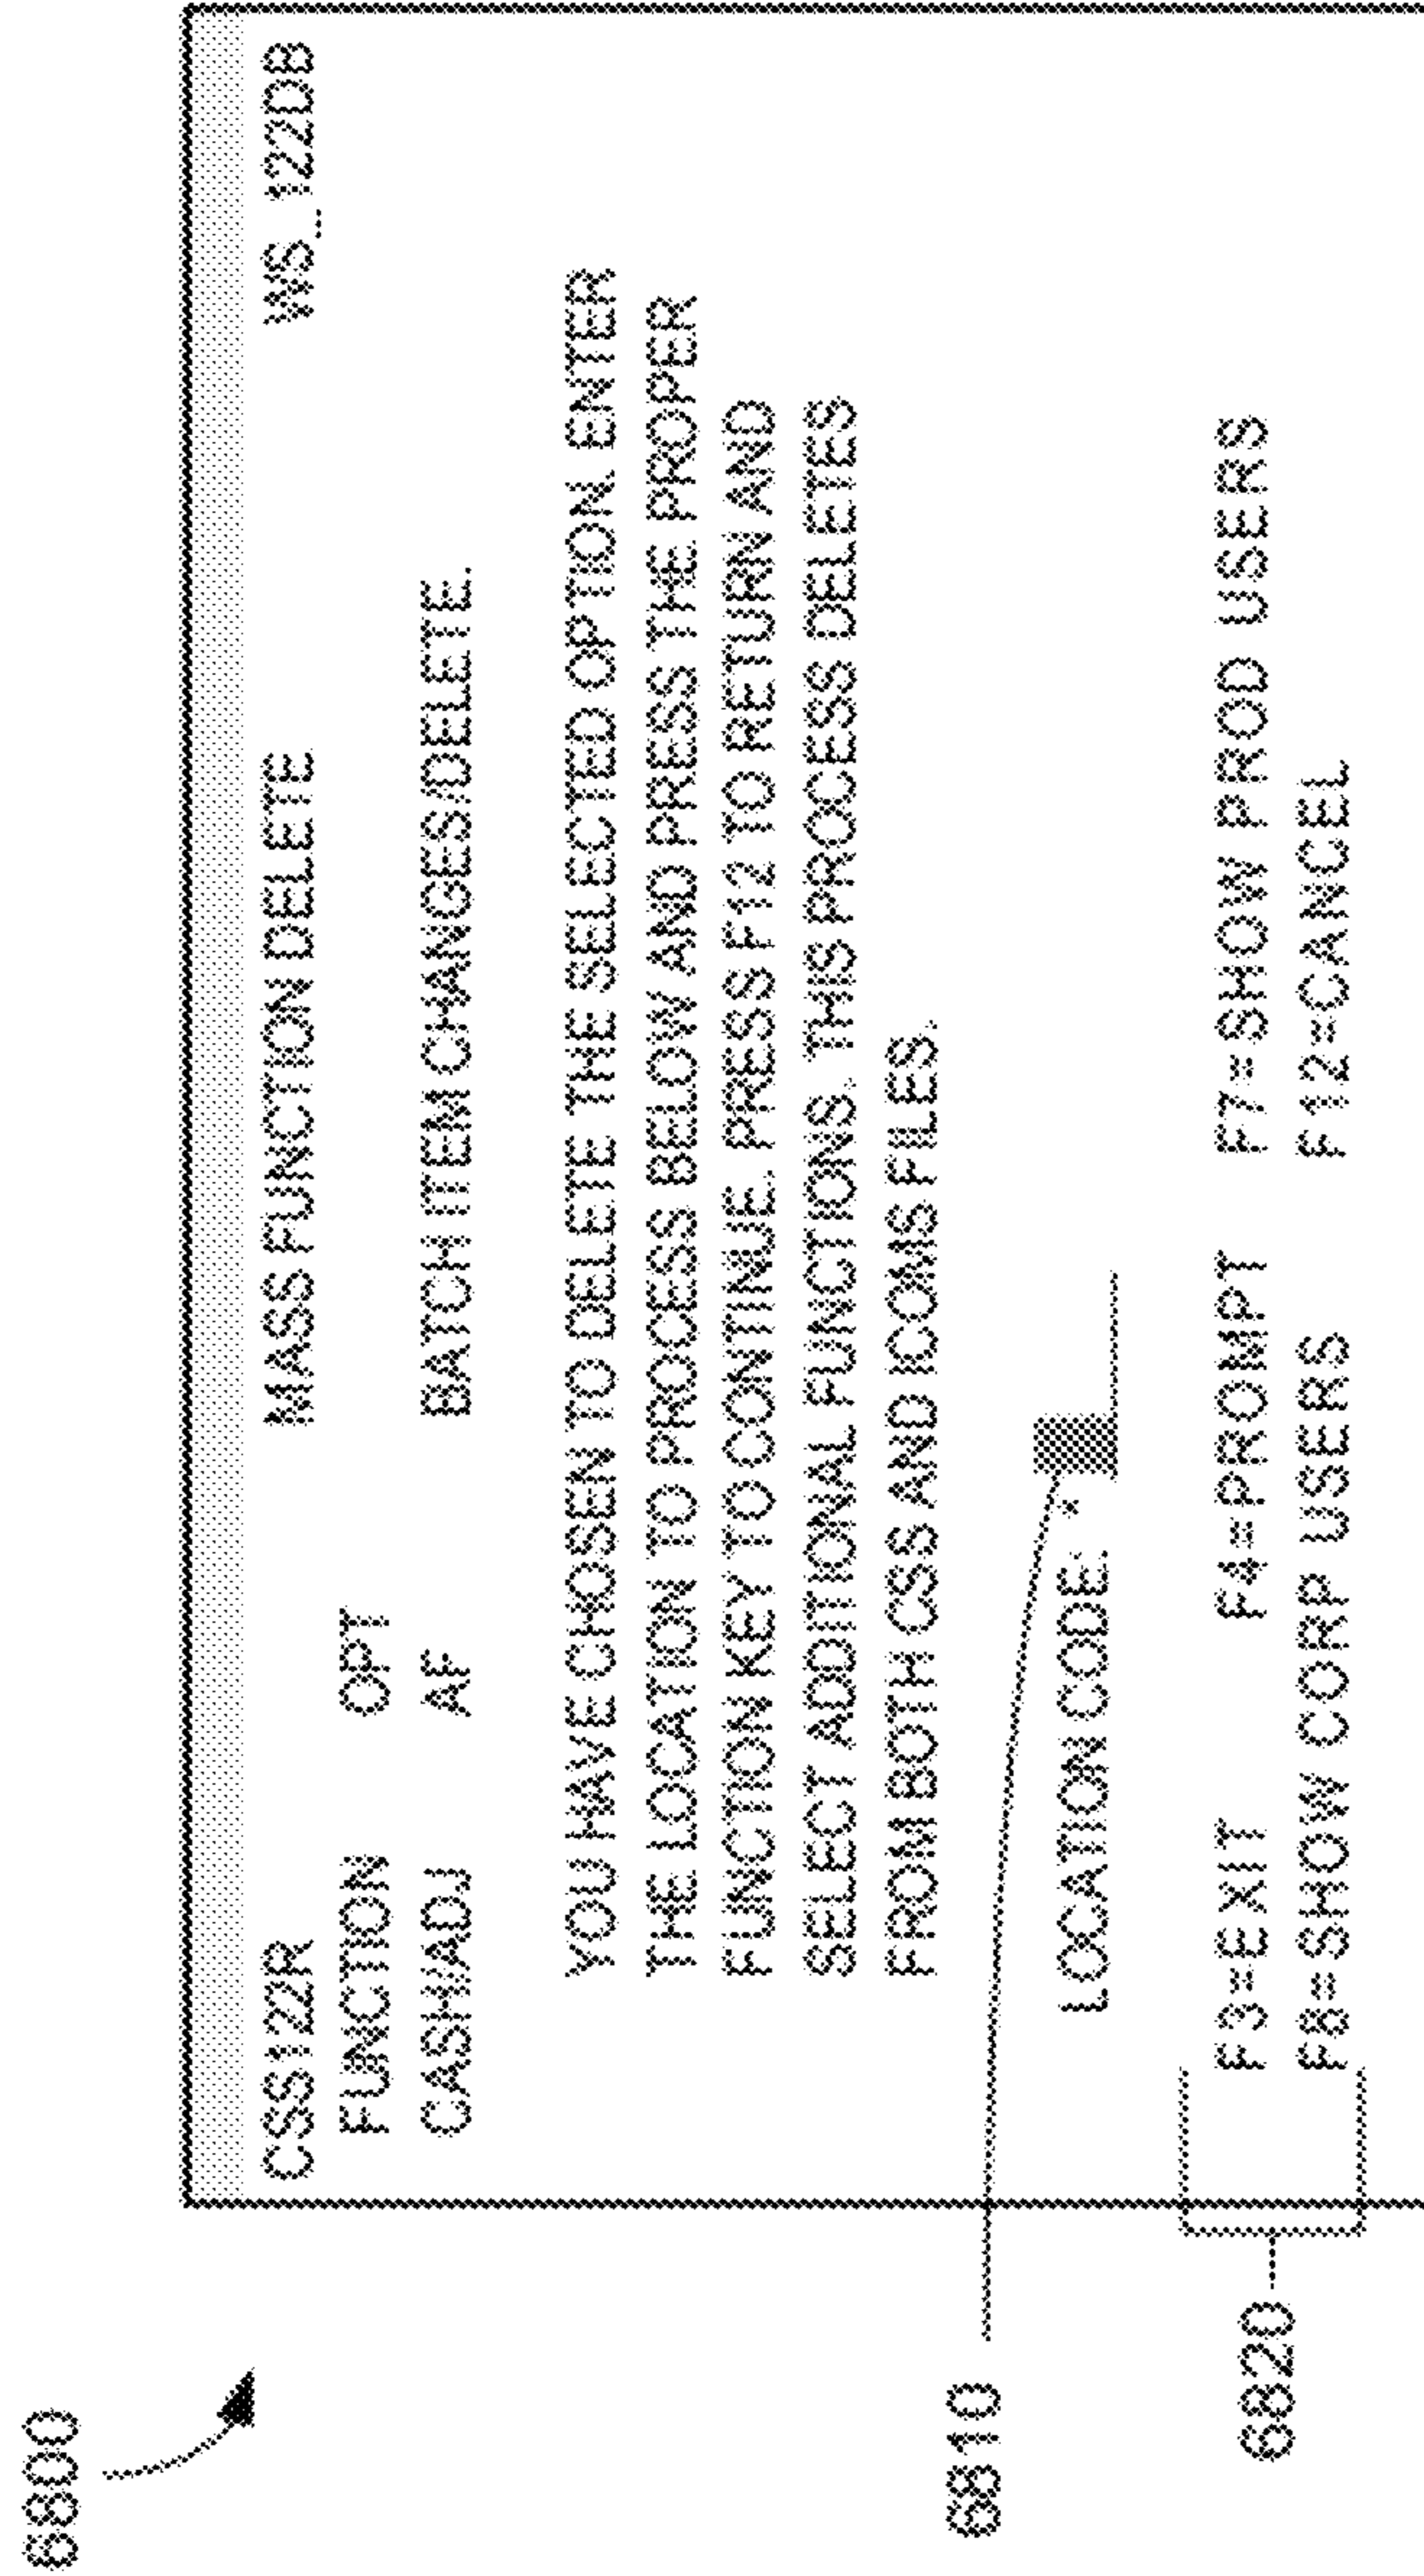 6800
CSS122R MASS FUNCTION DELETE WS_122DB
FUNCTION OPT
CASH/ADJ AF BATCH ITEM CHANGES/DELETE.
YOU HAVE CHOSEN TO DELETE THE SELECTED OPTION. ENTER
THE LOCATION TO PROCESS BELOW AND PRESS THE PROPER
FUNCTION KEY TO CONTINUE. PRESS F12 TO RETURN AND
SELECT ADDITIONAL FUNCTIONS. THIS PROCESS DELETES
FROM BOTH CSS AND ICOMS FILES.
6810
LOCATION CODE. *
6820
F3=EXIT F4=PROMPT F7=SHOW PROD USERS
F8=SHOW CORP USERS F12=CANCEL